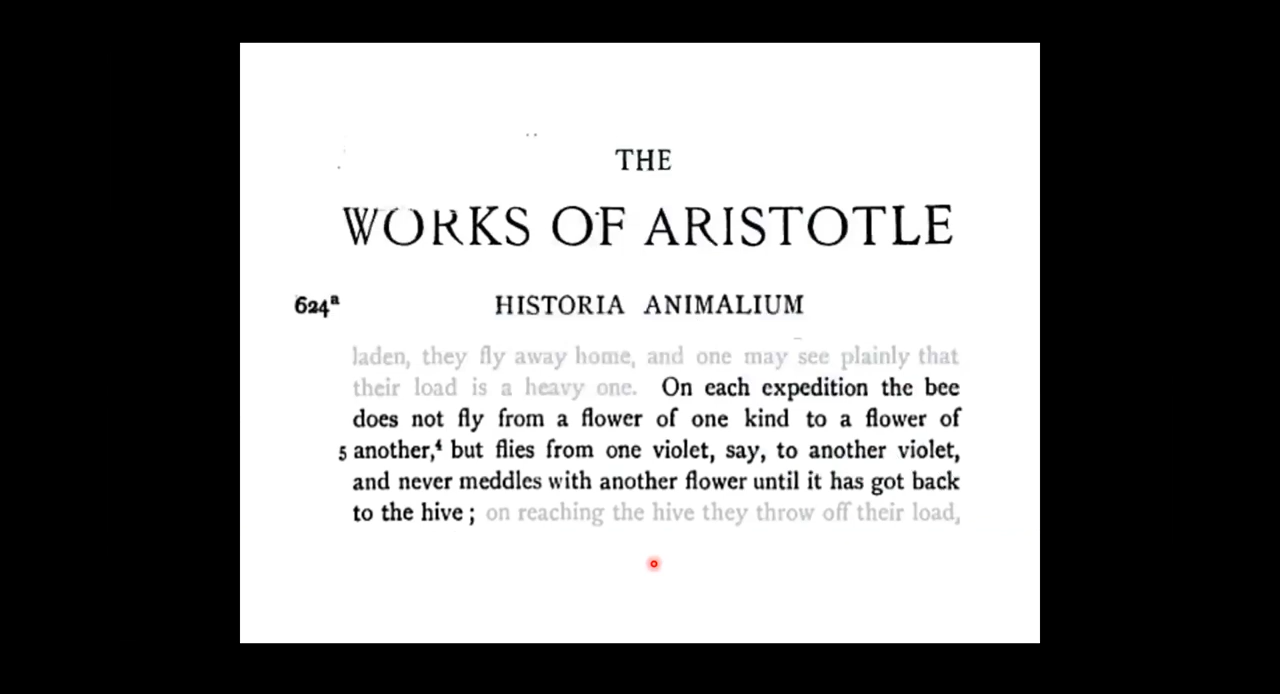 THE
WORKS OF ARISTOTLE
624ª HISTORIA ANIMALIUM
laden, they fly away home, and one may see plainly that
their load is a heavy one. On each expedition the bee
does not fly from a flower of one kind to a flower of
5 another,⁴ but flies from one violet, say, to another violet,
and never meddles with another flower until it has got back
to the hive; on reaching the hive they throw off their load,